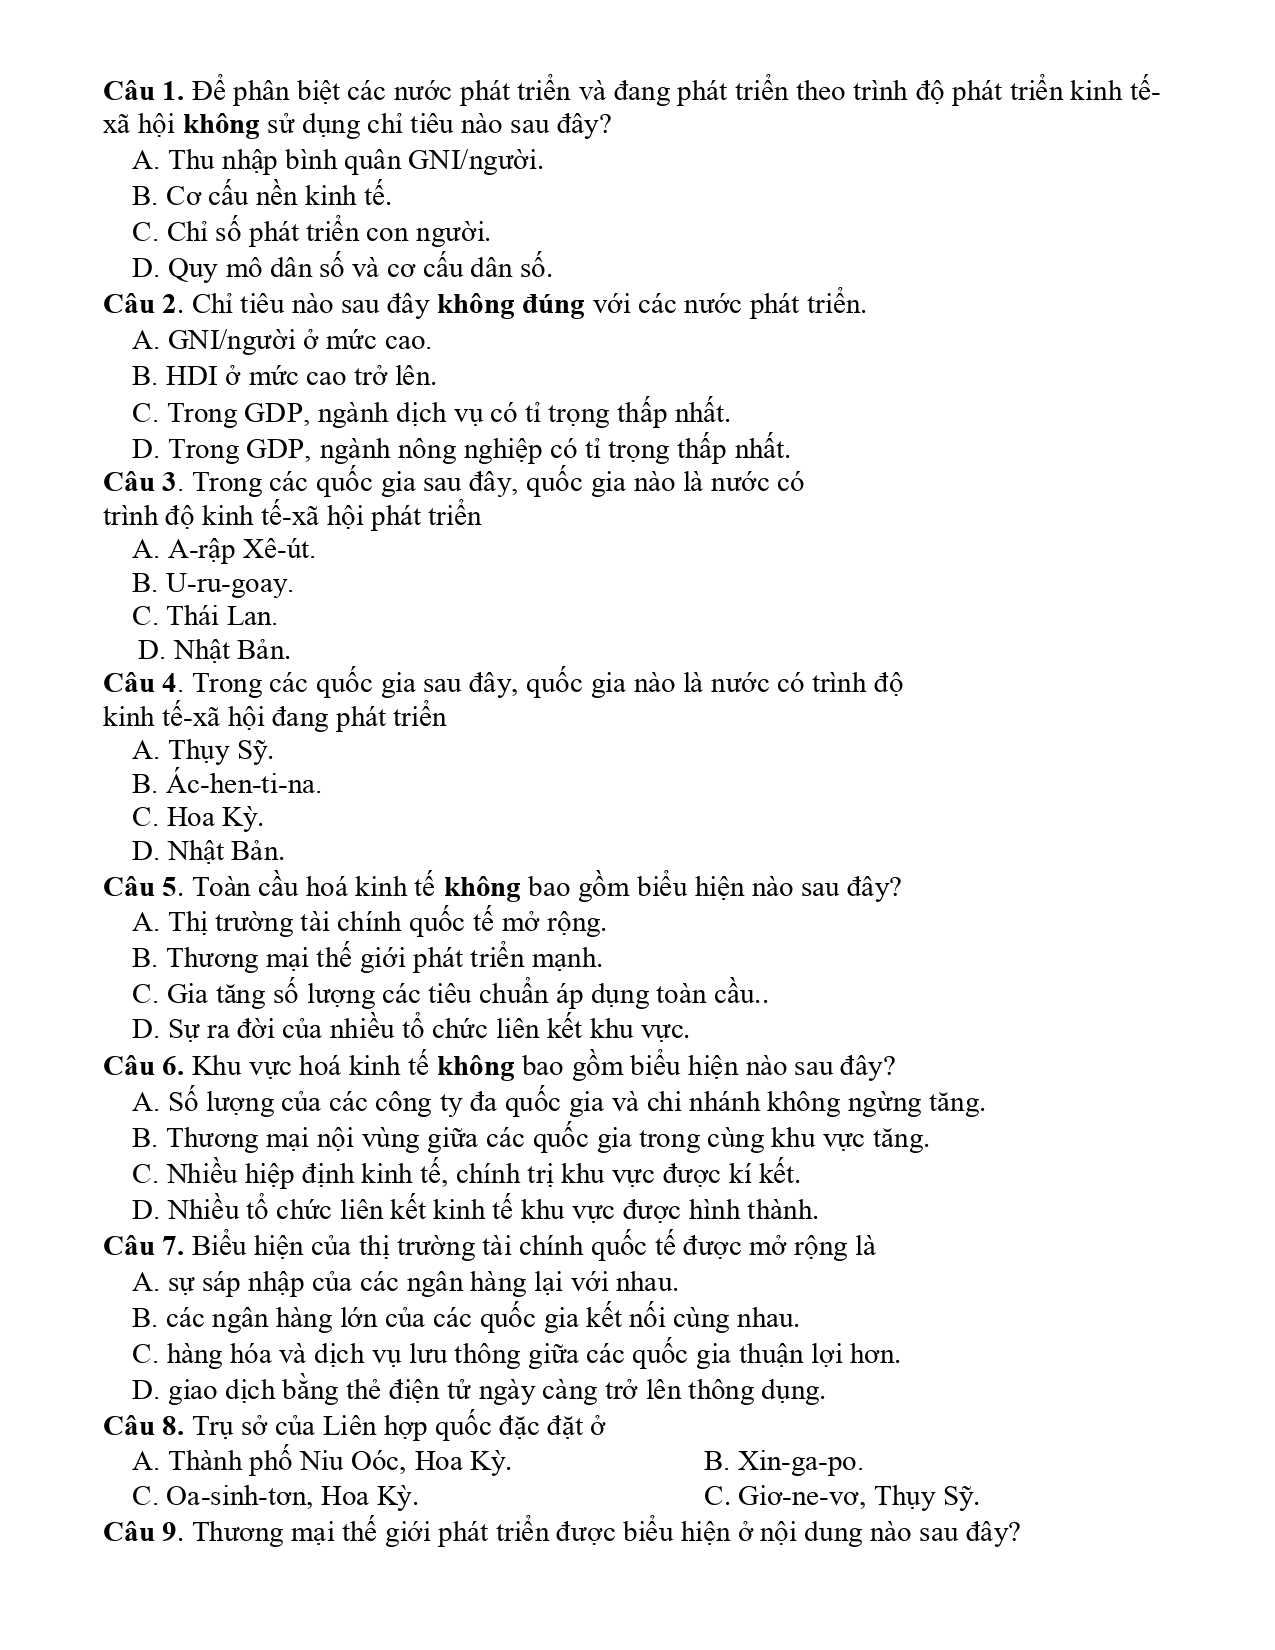 Câu 1. Để phân biệt các nước phát triển và đang phát triển theo trình độ phát triển kinh tế-
xã hội không sử dụng chỉ tiêu nào sau đây?
A. Thu nhập bình quân GNI/người.
B. Cơ cấu nền kinh tế.
C. Chỉ số phát triển con người.
D. Quy mô dân số và cơ cấu dân số.
Câu 2. Chỉ tiêu nào sau đây không đúng với các nước phát triển.
A. GNI/người ở mức cao.
B. HDI ở mức cao trở lên.
C. Trong GDP, ngành dịch vụ có tỉ trọng thấp nhất.
D. Trong GDP, ngành nông nghiệp có tỉ trọng thấp nhất.
Câu 3. Trong các quốc gia sau đây, quốc gia nào là nước có
trình độ kinh tế-xã hội phát triển
A. A-rập Xê-út.
B. U-ru-goay.
C. Thái Lan.
D. Nhật Bản.
Câu 4. Trong các quốc gia sau đây, quốc gia nào là nước có trình độ
kinh tế-xã hội đang phát triển
A. Thụy Sỹ.
B. Ác-hen-ti-na.
C. Hoa Kỳ.
D. Nhật Bản.
Câu 5. Toàn cầu hoá kinh tế không bao gồm biểu hiện nào sau đây?
A. Thị trường tài chính quốc tế mở rộng.
B. Thương mại thế giới phát triển mạnh.
C. Gia tăng số lượng các tiêu chuẩn áp dụng toàn cầu..
D. Sự ra đời của nhiều tổ chức liên kết khu vực.
Câu 6. Khu vực hoá kinh tế không bao gồm biểu hiện nào sau đây?
A. Số lượng của các công ty đa quốc gia và chi nhánh không ngừng tăng.
B. Thương mại nội vùng giữa các quốc gia trong cùng khu vực tăng.
C. Nhiều hiệp định kinh tế, chính trị khu vực được kí kết.
D. Nhiều tổ chức liên kết kinh tế khu vực được hình thành.
Câu 7. Biểu hiện của thị trường tài chính quốc tế được mở rộng là
A. sự sáp nhập của các ngân hàng lại với nhau.
B. các ngân hàng lớn của các quốc gia kết nối cùng nhau.
C. hàng hóa và dịch vụ lưu thông giữa các quốc gia thuận lợi hơn.
D. giao dịch bằng thẻ điện tử ngày càng trở lên thông dụng.
Câu 8. Trụ sở của Liên hợp quốc đặc đặt ở
A. Thành phố Niu Oóc, Hoa Kỳ. B. Xin-ga-po.
C. Oa-sinh-tơn, Hoa Kỳ. C. Giơ-ne-vơ, Thụy Sỹ.
Câu 9. Thương mại thế giới phát triển được biểu hiện ở nội dung nào sau đây?